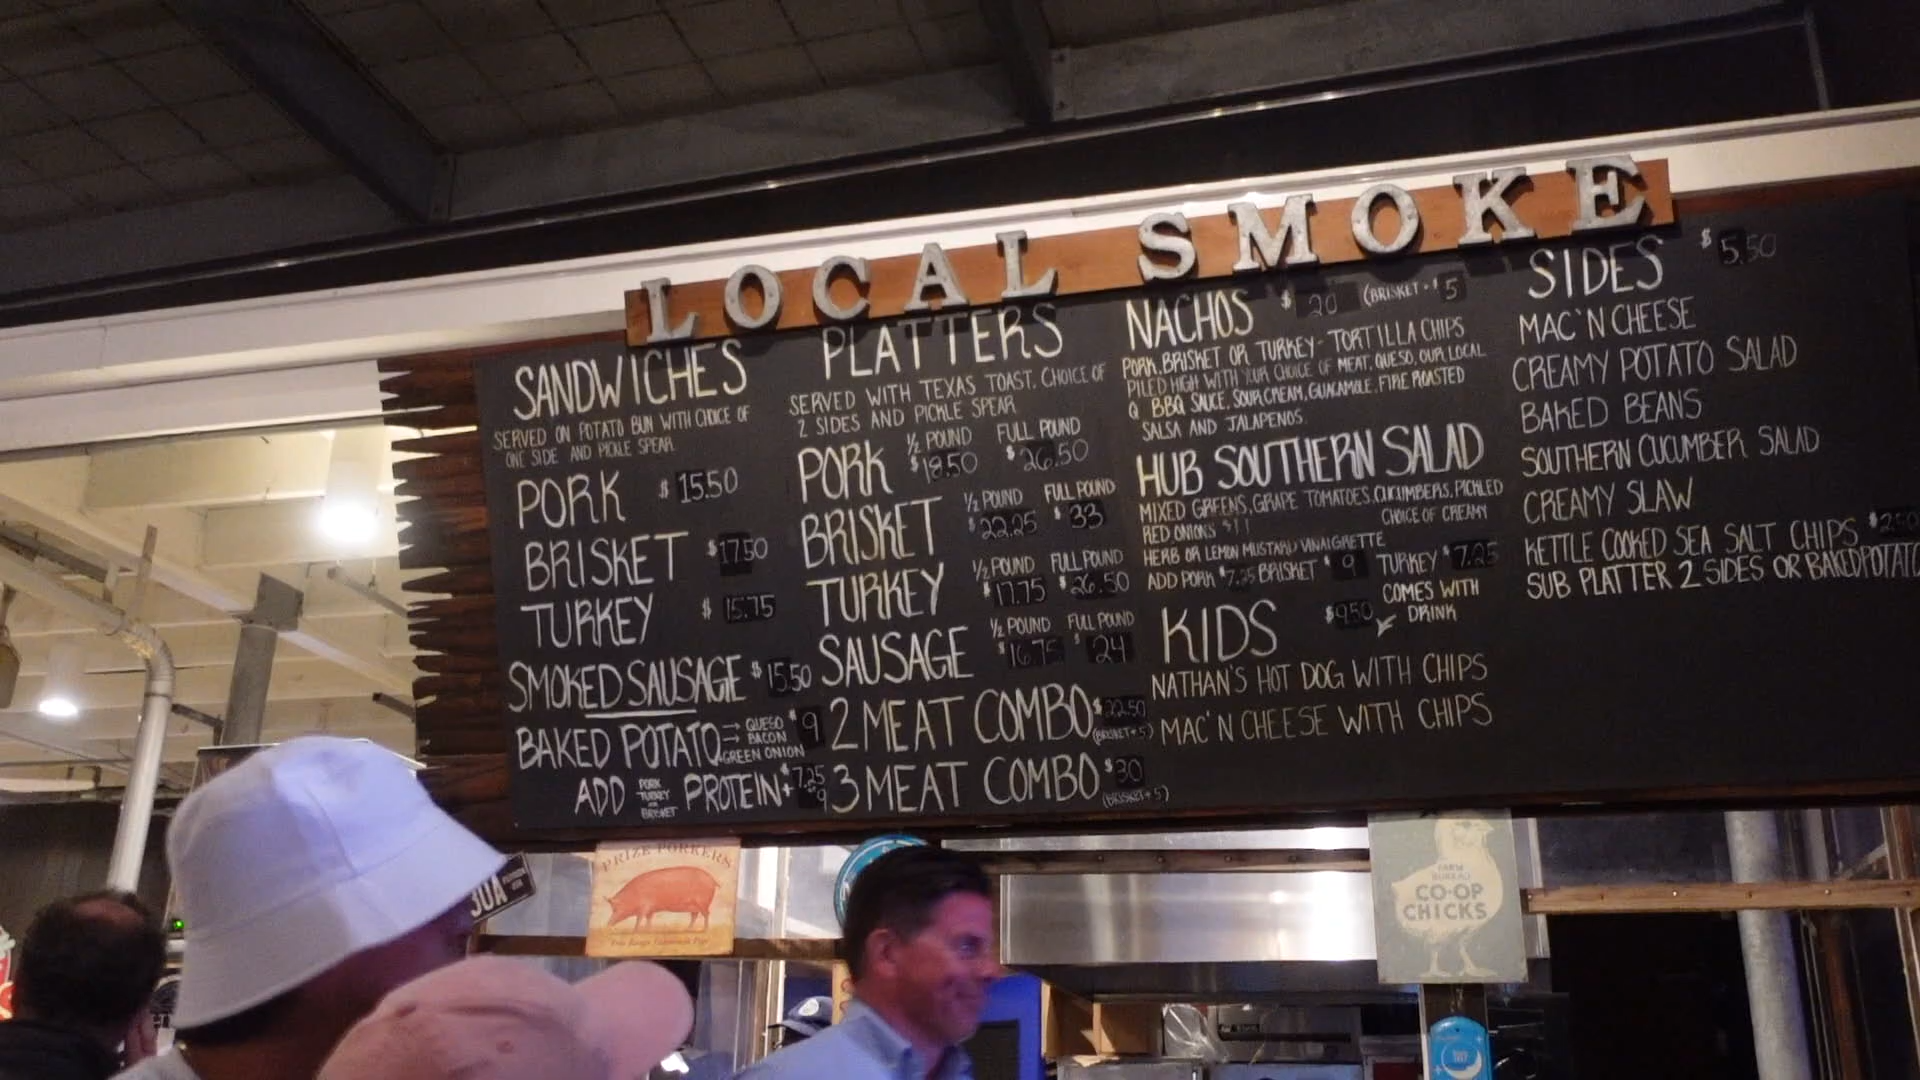 LOCAL SMOKE
SANDWICHES
SERVED ON POTATO BUN WITH CHOICE OF
ONE SIDE AND PICKLE SPEAR
PORK $15.50
BRISKET $17.50
TURKEY $15.75
SMOKED SAUSAGE $15.50
BAKED POTATO → QUESO $9
→ BACON
GREEN ONION
ADD PORK TURKEY OR BRISKET PROTEIN+ $7.25
$9
PLATTERS
SERVED WITH TEXAS TOAST, CHOICE OF
2 SIDES AND PICKLE SPEAR
½ POUND FULL POUND
PORK $18.50 $26.50
½ POUND FULL POUND
BRISKET $22.25 $33
½ POUND FULL POUND
TURKEY $17.75 $26.50
½ POUND FULL POUND
SAUSAGE $16.75 $24
2 MEAT COMBO $22.50
(BRISKET+5)
3 MEAT COMBO $30
(BRISKET+5)
NACHOS $20 (BRISKET+$5
PORK, BRISKET OR TURKEY - TORTILLA CHIPS
PILED HIGH WITH YOUR CHOICE OF MEAT, QUESO, OUR LOCAL
Q BBQ SAUCE, SOUR CREAM, GUACAMOLE, FIRE ROASTED
SALSA AND JALAPENOS.
HUB SOUTHERN SALAD
MIXED GREENS, GRAPE TOMATOES, CUCUMBERS, PICKLED
RED ONIONS $11 CHOICE OF CREAMY
HERB OR LEMON MUSTARD VINAIGRETTE
ADD PORK $7.25 BRISKET $9 TURKEY $7.25
KIDS $9.50 COMES WITH
DRINK
NATHAN'S HOT DOG WITH CHIPS
MAC'N CHEESE WITH CHIPS
SIDES $5.50
MAC'N CHEESE
CREAMY POTATO SALAD
BAKED BEANS
SOUTHERN CUCUMBER SALAD
CREAMY SLAW
KETTLE COOKED SEA SALT CHIPS
SUB PLATTER 2 SIDES OR BAKED POTATO
PRIZE PORKERS
FARM
BUREAU
CO-OP
CHICKS